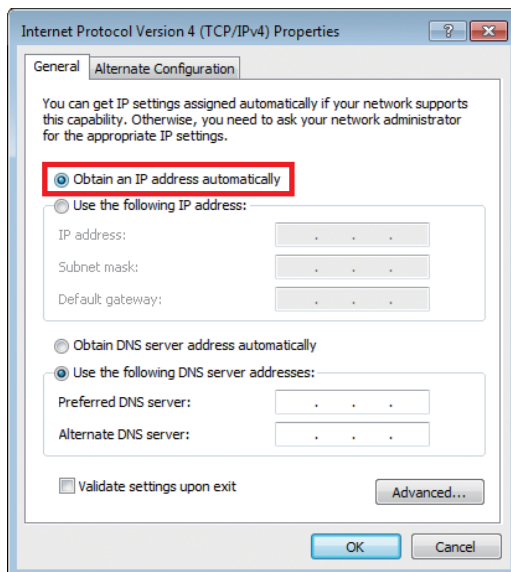 Internet Protocol Version 4 (TCP/IPv4) Properties
General
Alternate Configuration
You can get IP settings assigned automatically if your network supports
this capability. Otherwise, you need to ask your network administrator
for the appropriate IP settings.
Obtain an IP address automatically
Use the following IP address:
IP address:
. . .
Subnet mask:
. . .
Default gateway:
. . .
Obtain DNS server address automatically
Use the following DNS server addresses:
Preferred DNS server:
. . .
Alternate DNS server:
. . .
Validate settings upon exit
Advanced...
OK
Cancel